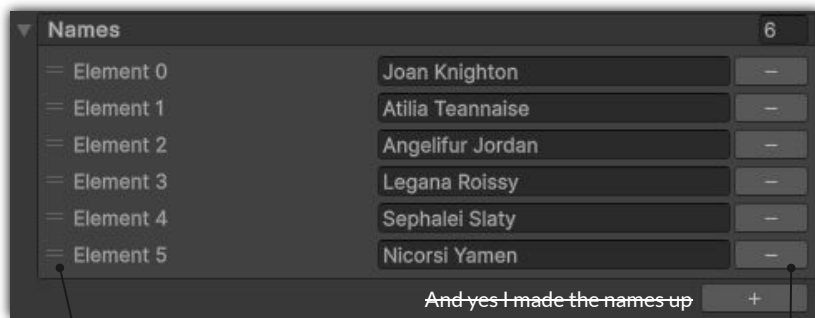 Names 6
Element 0 Joan Knighton –
Element 1 Atilia Teannaise –
Element 2 Angelifur Jordan –
Element 3 Legana Roissy –
Element 4 Sephalei Slaty –
Element 5 Nicorsi Yamen –
And yes I made the names up +